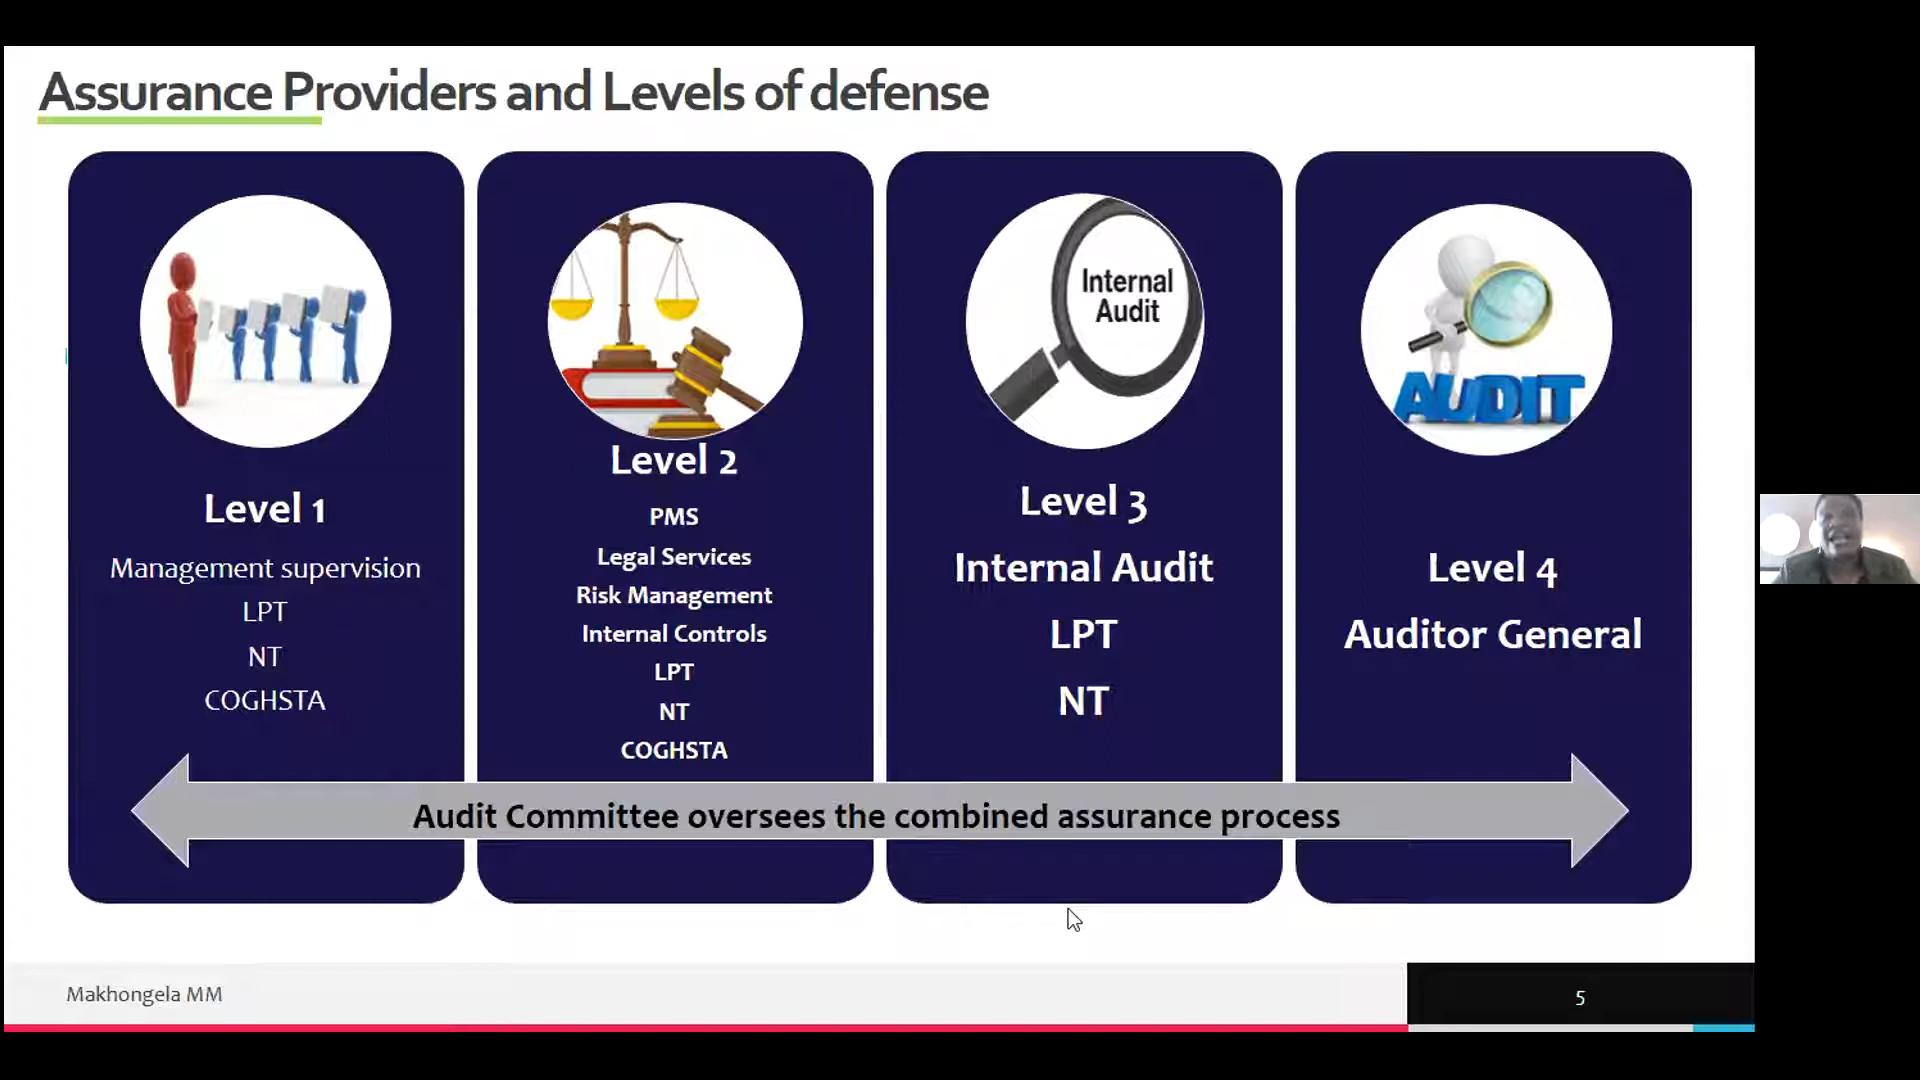 Assurance Providers and Levels of defense
Level 1
Management supervision
LPT
NT
COGHSTA
Level 2
PMS
Legal Services
Risk Management
Internal Controls
LPT
NT
COGHSTA
Internal
Audit
Level 3
Internal Audit
LPT
NT
AUDIT
Level 4
Auditor General
Audit Committee oversees the combined assurance process
Makhongela MM
5